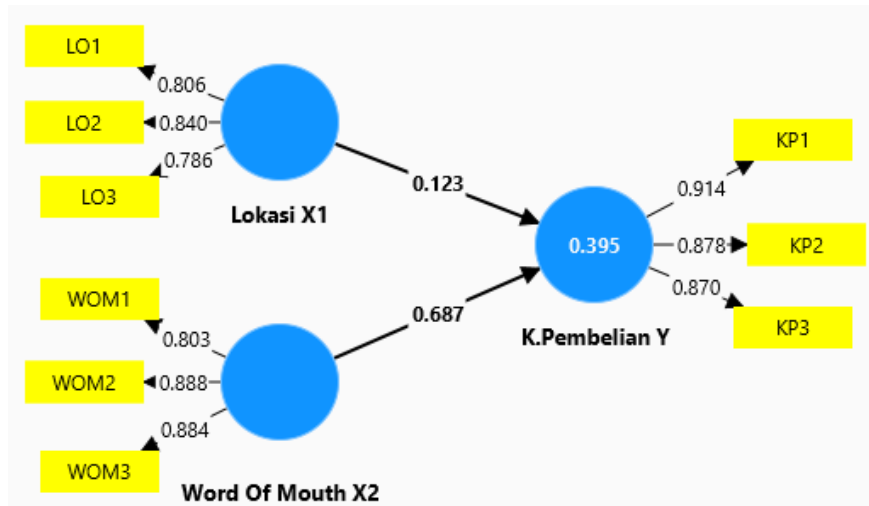 LO1
0.806
LO2
0.840
0.786
LO3
Lokasi X1
0.123
WOM1
0.803
WOM2
0.888
0.884
WOM3
Word Of Mouth X2
0.687
0.395
K.Pembelian Y
KP1
0.914
0.878
KP2
0.870
KP3